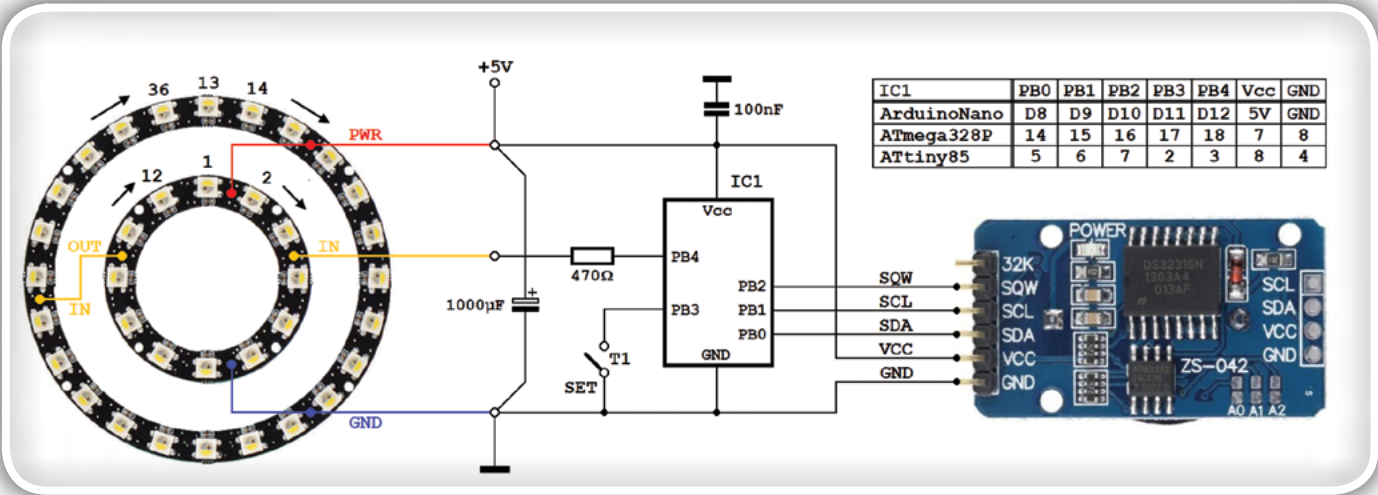 36 13 14
12 1 2
PWR
OUT
IN
IN
GND
+5V
1000µF
+
470Ω
100nF
IC1
Vcc
PB4
PB3
PB2
PB1
PB0
GND
T1
SET
SQW
SCL
SDA
VCC
GND
IC1 PB0 PB1 PB2 PB3 PB4 Vcc GND
ArduinoNano D8 D9 D10 D11 D12 5V GND
ATmega328P 14 15 16 17 18 7 8
ATtiny85 5 6 7 2 3 8 4
POWER
32K
SQW
SCL
SDA
VCC
GND
DS3231SN
1303A4
013AF
#
ZS-042
SCL
SDA
VCC
GND
A0 A1 A2